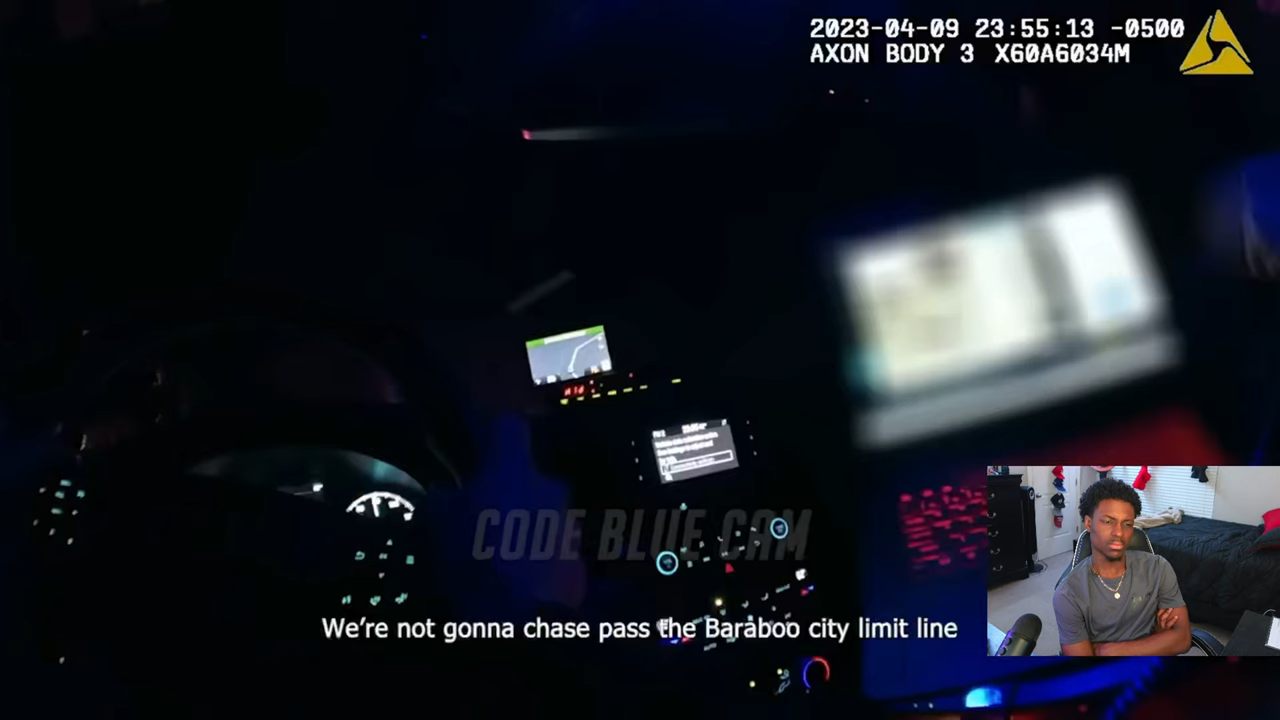 2023-04-09 23:55:13 -0500
AXON BODY 3 X60A6034M
CODE BLUE CAM
We're not gonna chase pass the Baraboo city limit line